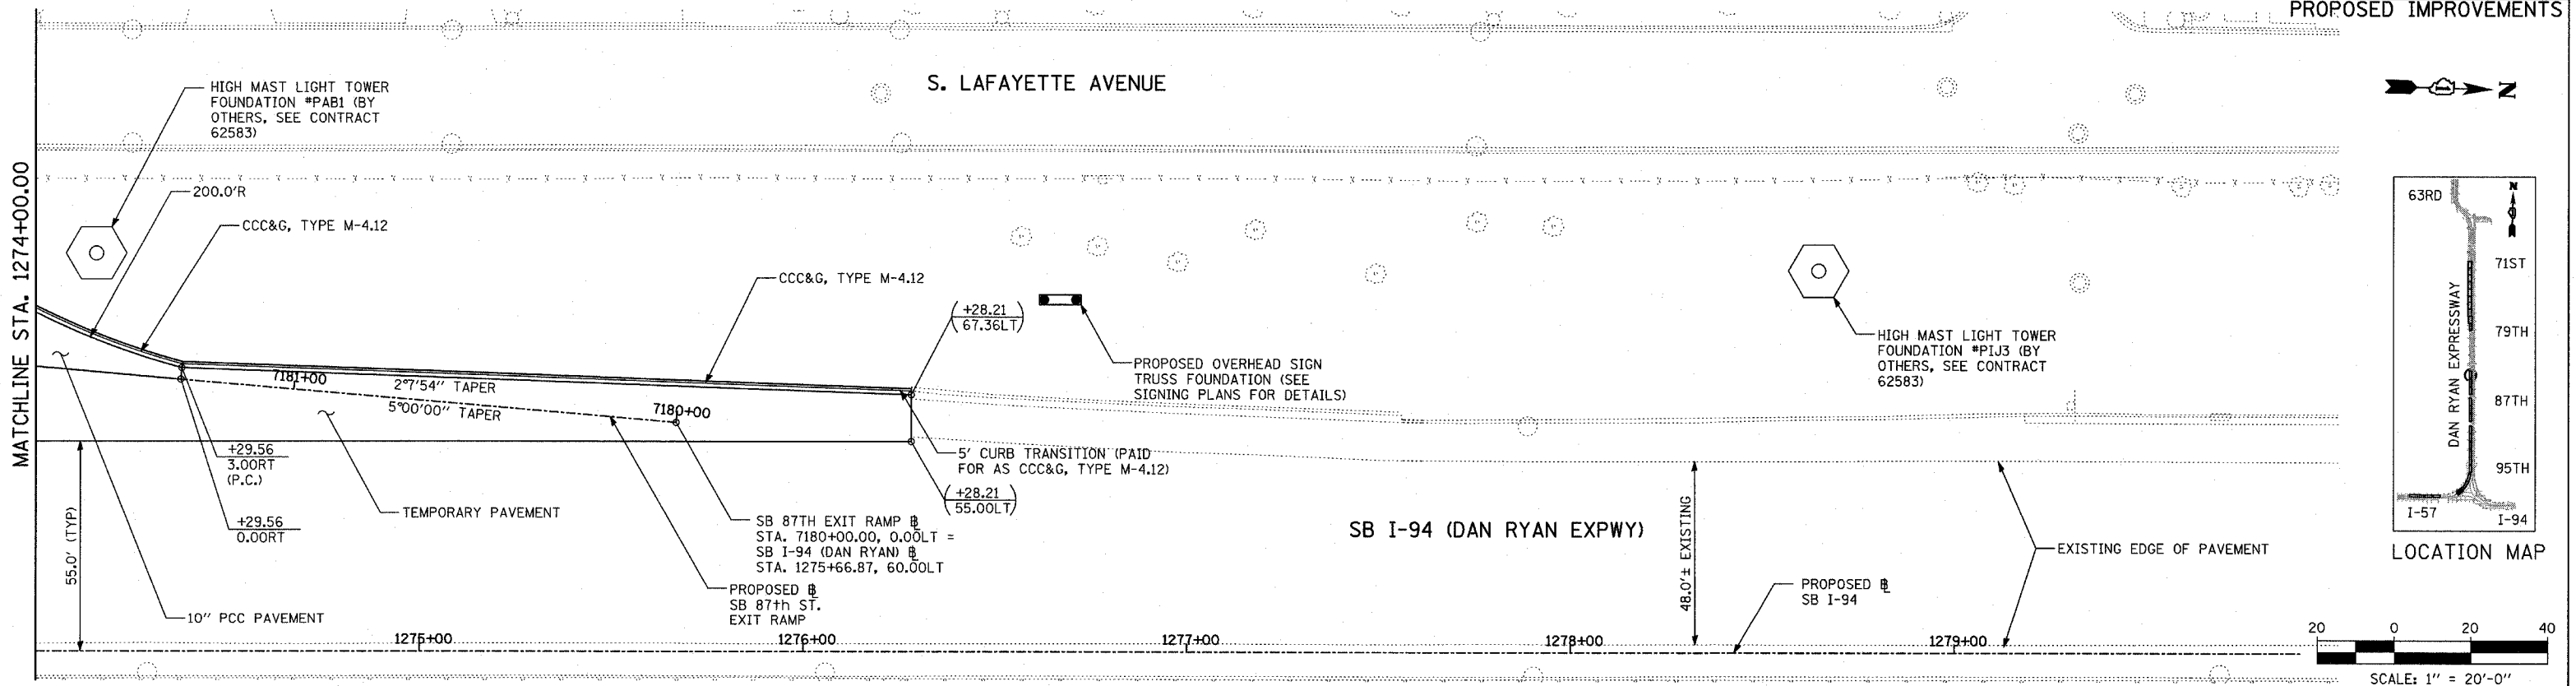 PROPOSED IMPROVEMENTS
S. LAFAYETTE AVENUE
HIGH MAST LIGHT TOWER
FOUNDATION #PAB1 (BY
OTHERS, SEE CONTRACT
62583)
N
MATCHLINE STA. 1274+00.00
200.0'R
CCC&G, TYPE M-4.12
CCC&G, TYPE M-4.12
+28.21
67.36LT
PROPOSED OVERHEAD SIGN
TRUSS FOUNDATION (SEE
SIGNING PLANS FOR DETAILS)
HIGH MAST LIGHT TOWER
FOUNDATION #PIJ3 (BY
OTHERS, SEE CONTRACT
62583)
63RD
N
71ST
79TH
DAN RYAN EXPRESSWAY
87TH
95TH
I-57
I-94
LOCATION MAP
7181+00
2°7'54" TAPER
5°00'00" TAPER
7180+00
+29.56
3.00RT
(P.C.)
+29.56
0.00RT
TEMPORARY PAVEMENT
5' CURB TRANSITION (PAID
FOR AS CCC&G, TYPE M-4.12)
+28.21
55.00LT
SB 87TH EXIT RAMP B
STA. 7180+00.00, 0.00LT =
SB I-94 (DAN RYAN) B
STA. 1275+66.87, 60.00LT
SB I-94 (DAN RYAN EXPWY)
48.0'± EXISTING
EXISTING EDGE OF PAVEMENT
55.0' (TYP)
10" PCC PAVEMENT
PROPOSED B
SB 87th ST.
EXIT RAMP
PROPOSED B
SB I-94
1275+00
1276+00
1277+00
1278+00
1279+00
20 0 20 40
SCALE: 1" = 20'-0"